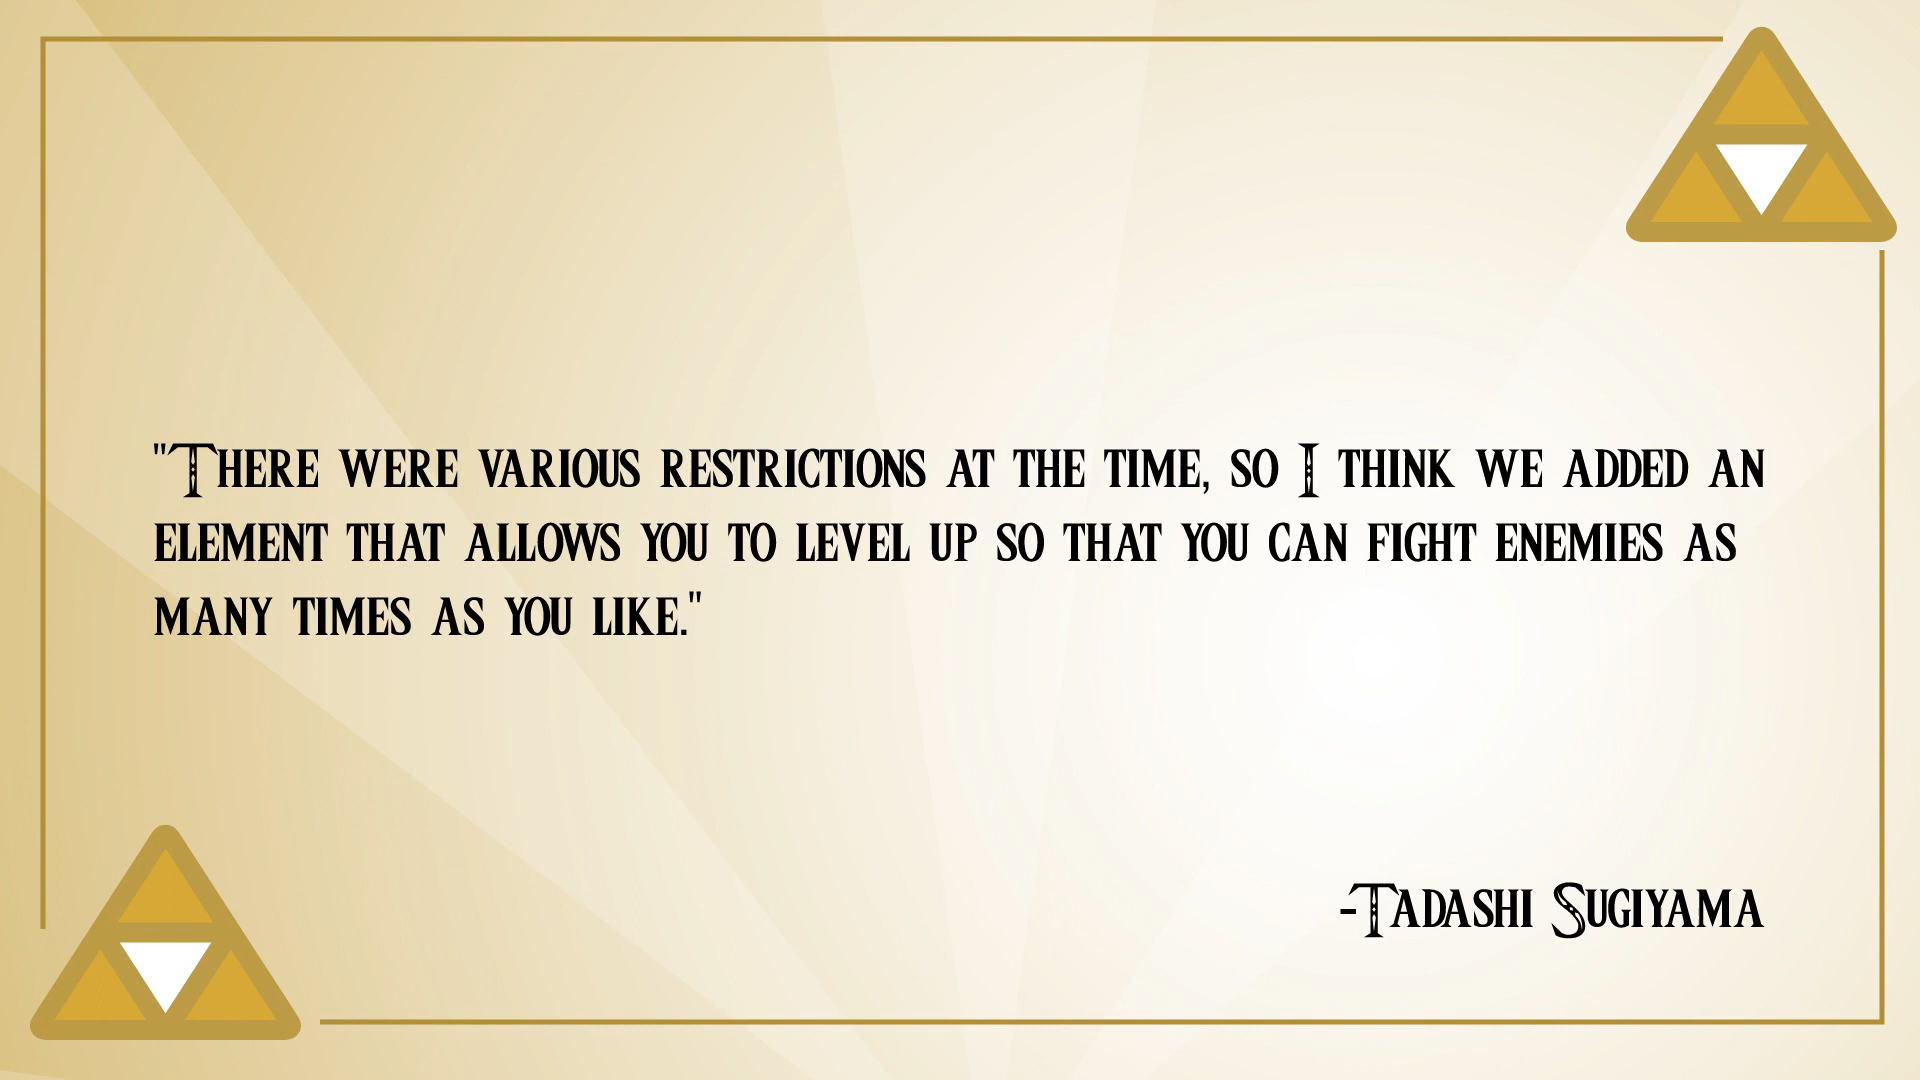 "There were various restrictions at the time, so I think we added an
element that allows you to level up so that you can fight enemies as
many times as you like."
-Tadashi Sugiyama